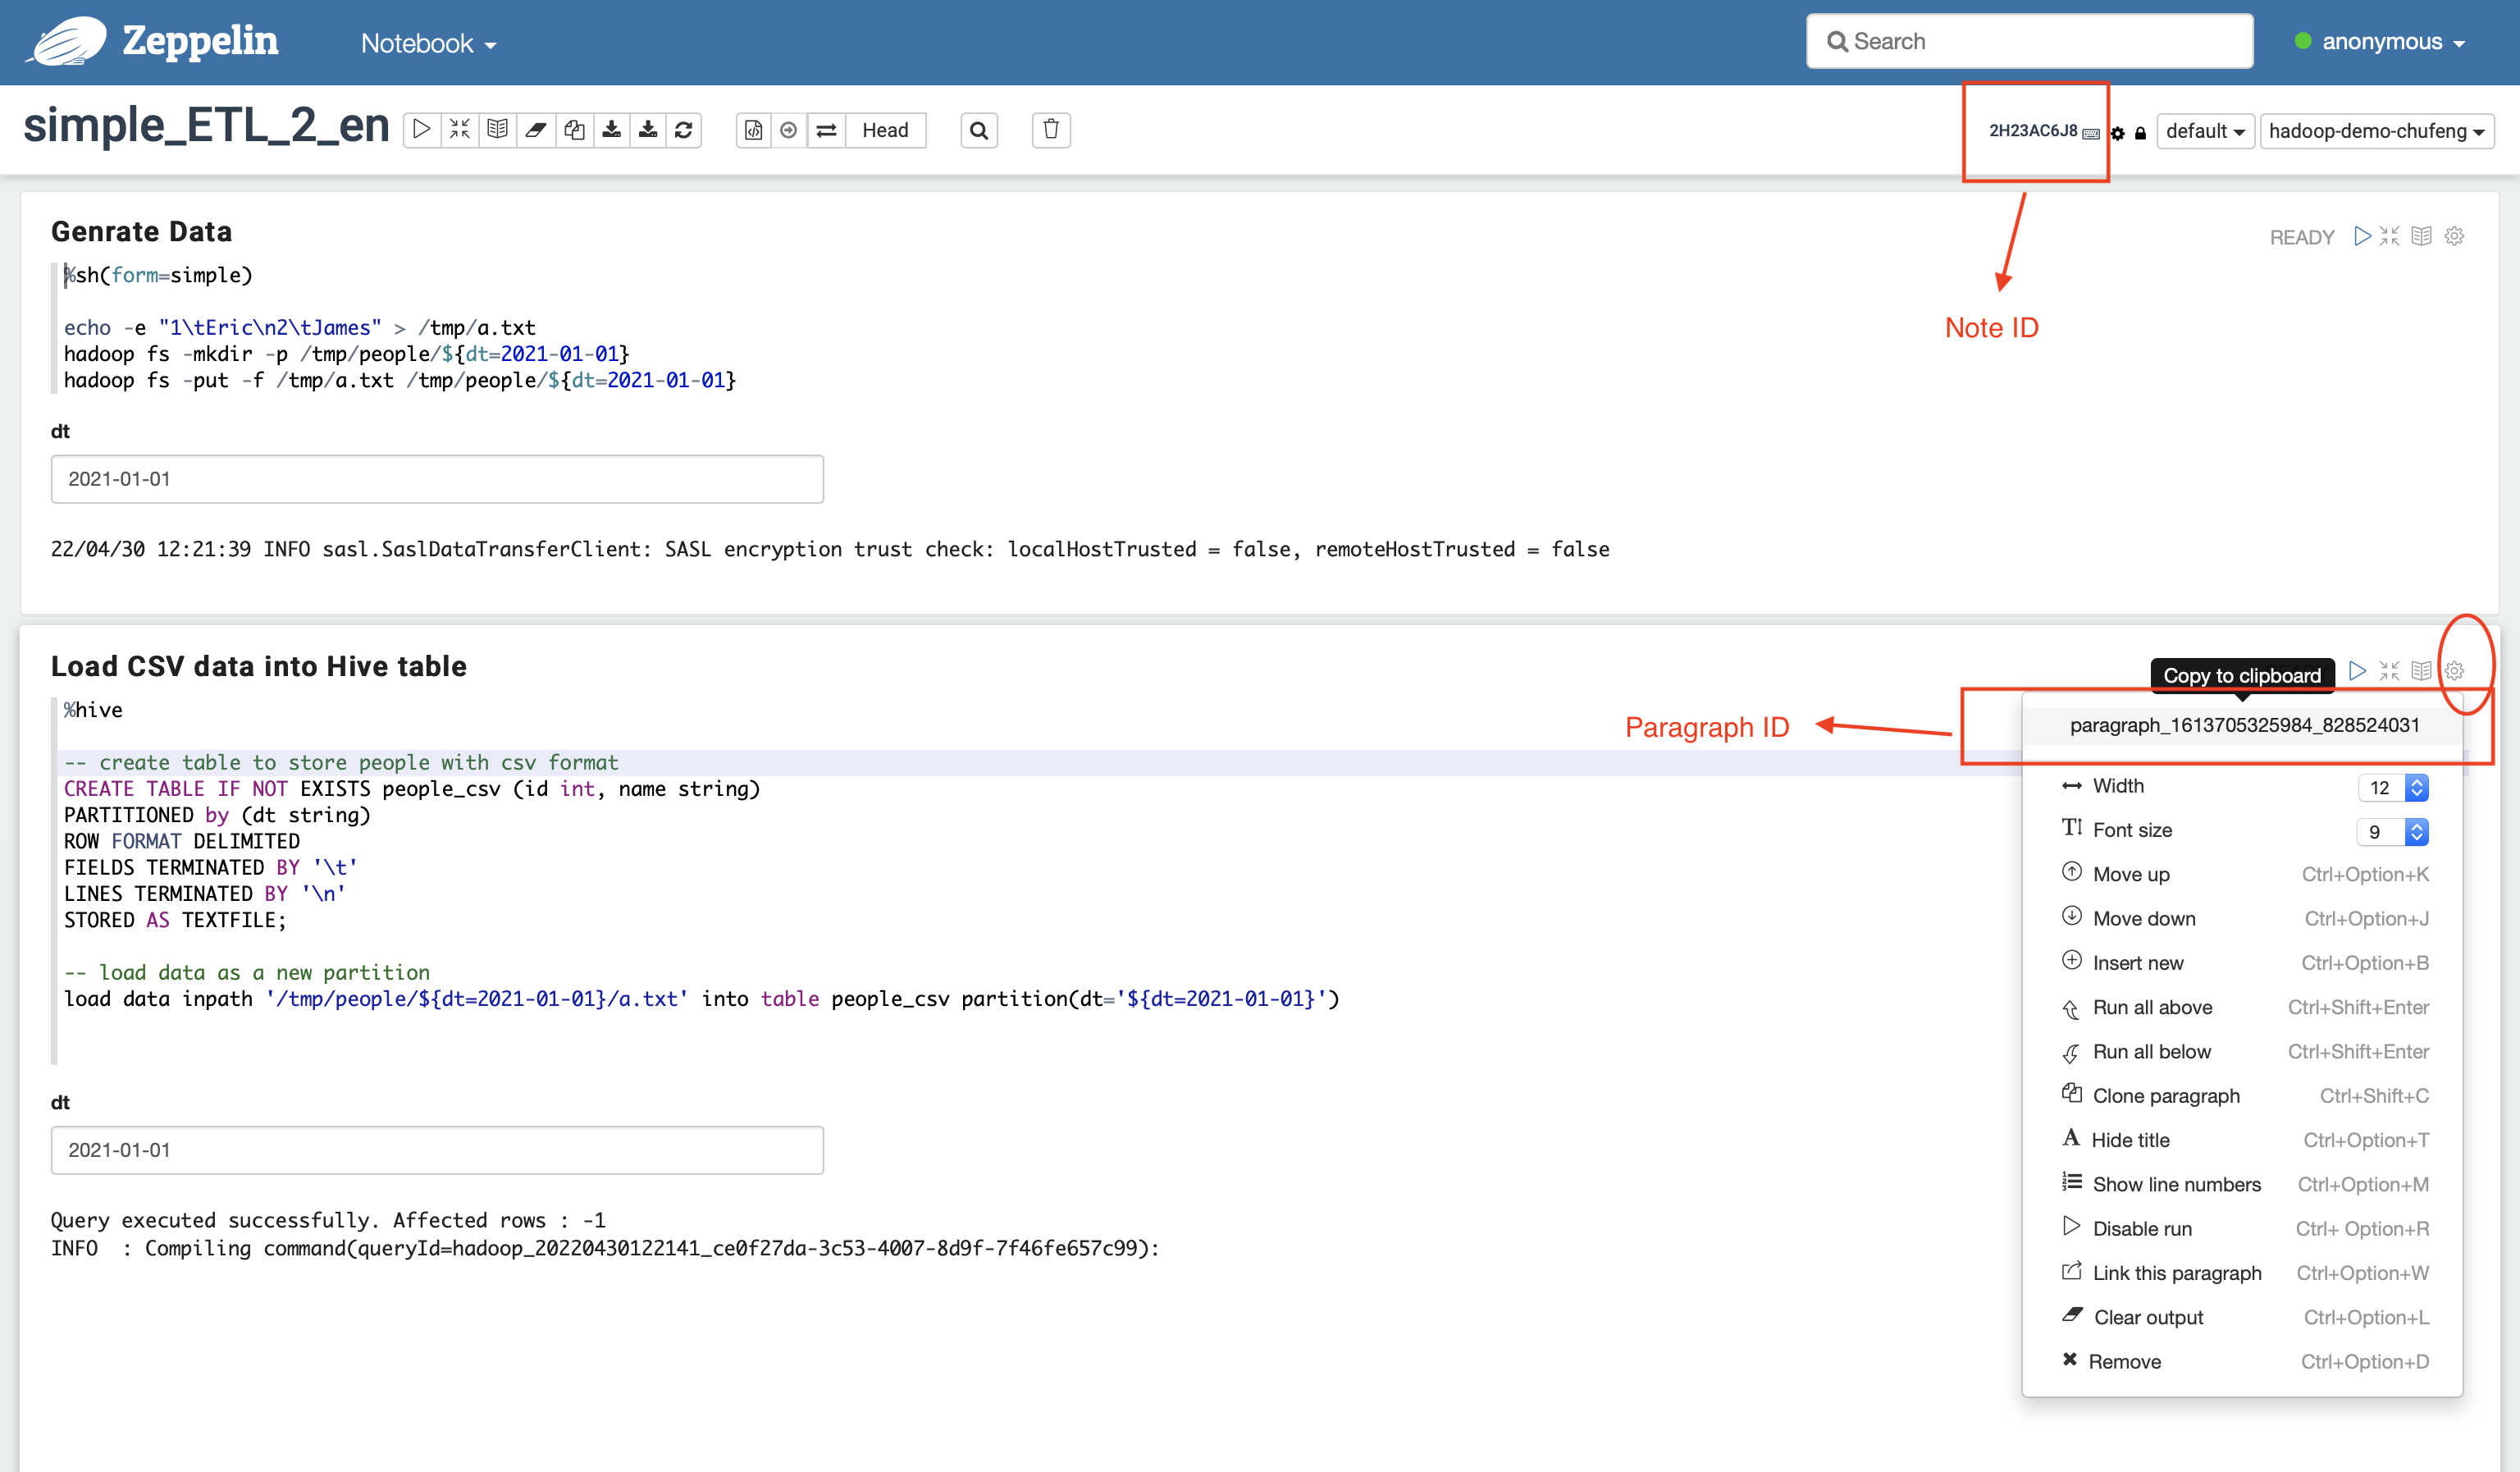 Zeppelin Notebook Search anonymous
simple_ETL_2_en Head 2H23AC6J8 default hadoop-demo-chufeng
Note ID
Genrate Data READY
%sh(form=simple)
echo -e "1\tEric\n2\tJames" > /tmp/a.txt
hadoop fs -mkdir -p /tmp/people/${dt=2021-01-01}
hadoop fs -put -f /tmp/a.txt /tmp/people/${dt=2021-01-01}
dt
2021-01-01
22/04/30 12:21:39 INFO sasl.SaslDataTransferClient: SASL encryption trust check: localHostTrusted = false, remoteHostTrusted = false
Load CSV data into Hive table
%hive
-- create table to store people with csv format
CREATE TABLE IF NOT EXISTS people_csv (id int, name string)
PARTITIONED by (dt string)
ROW FORMAT DELIMITED
FIELDS TERMINATED BY '\t'
LINES TERMINATED BY '\n'
STORED AS TEXTFILE;
-- load data as a new partition
load data inpath '/tmp/people/${dt=2021-01-01}/a.txt' into table people_csv partition(dt='${dt=2021-01-01}')
dt
2021-01-01
Query executed successfully. Affected rows : -1
INFO : Compiling command(queryId=hadoop_20220430122141_ce0f27da-3c53-4007-8d9f-7f46fe657c99):
Copy to clipboard
Paragraph ID
paragraph_1613705325984_828524031
Width 12
Font size 9
Move up Ctrl+Option+K
Move down Ctrl+Option+J
Insert new Ctrl+Option+B
Run all above Ctrl+Shift+Enter
Run all below Ctrl+Shift+Enter
Clone paragraph Ctrl+Shift+C
Hide title Ctrl+Option+T
Show line numbers Ctrl+Option+M
Disable run Ctrl+ Option+R
Link this paragraph Ctrl+Option+W
Clear output Ctrl+Option+L
Remove Ctrl+Option+D